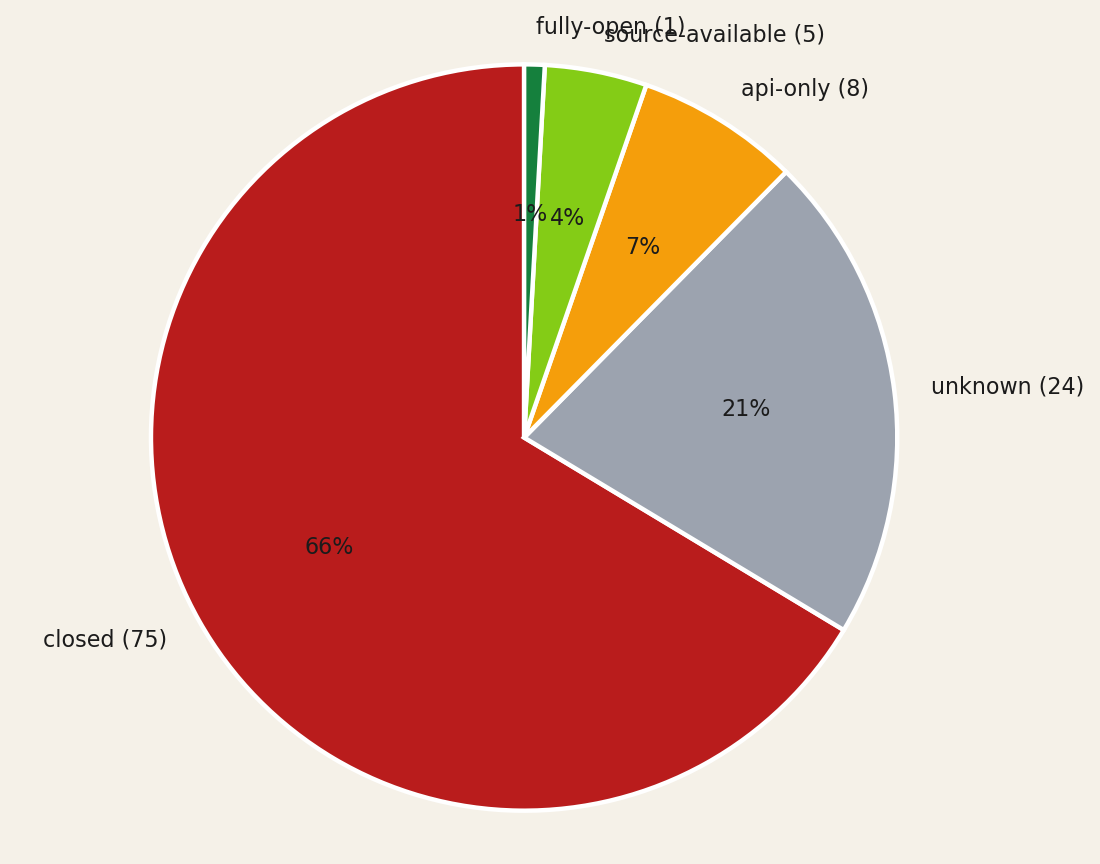 fully-open (1)
source-available (5)
api-only (8)
1%
4%
7%
unknown (24)
21%
66%
closed (75)